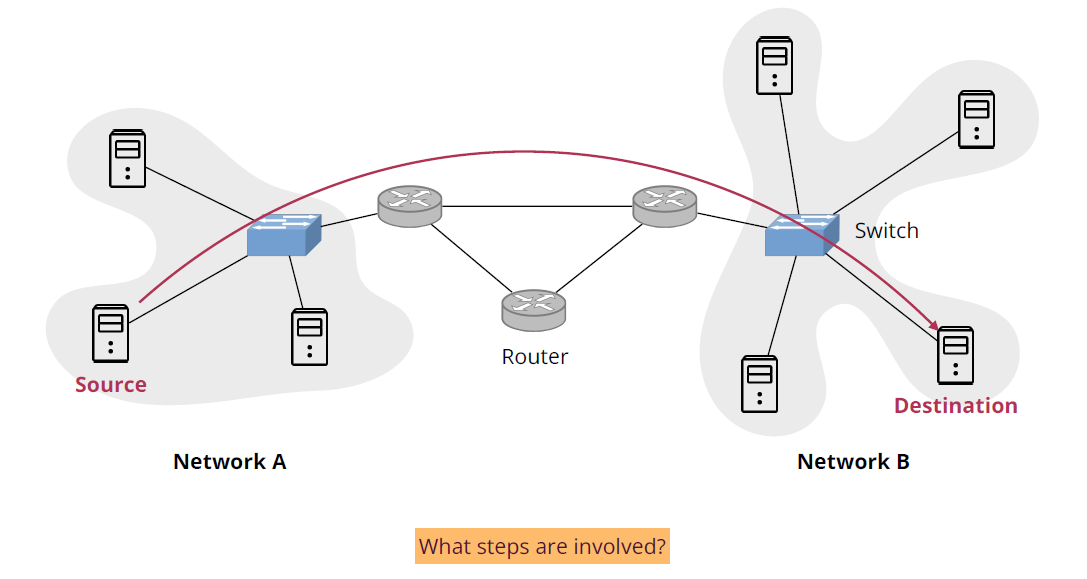 Switch
Router
Source
Destination
Network A
Network B
What steps are involved?